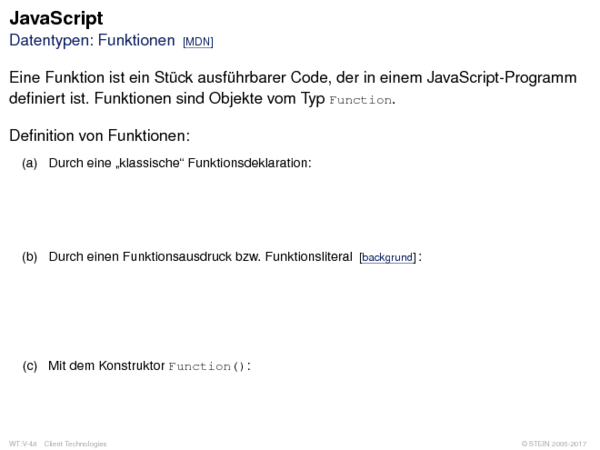 JavaScript
Datentypen: Funktionen [MDN]
Eine Funktion ist ein Stück ausführbarer Code, der in einem JavaScript-Programm
definiert ist. Funktionen sind Objekte vom Typ Function.
Definition von Funktionen:
(a) Durch eine „klassische“ Funktionsdeklaration:
(b) Durch einen Funktionsausdruck bzw. Funktionsliteral [backgrund]:
(c) Mit dem Konstruktor Function():
WT:V-44 Client Technologies © STEIN 2005-2017